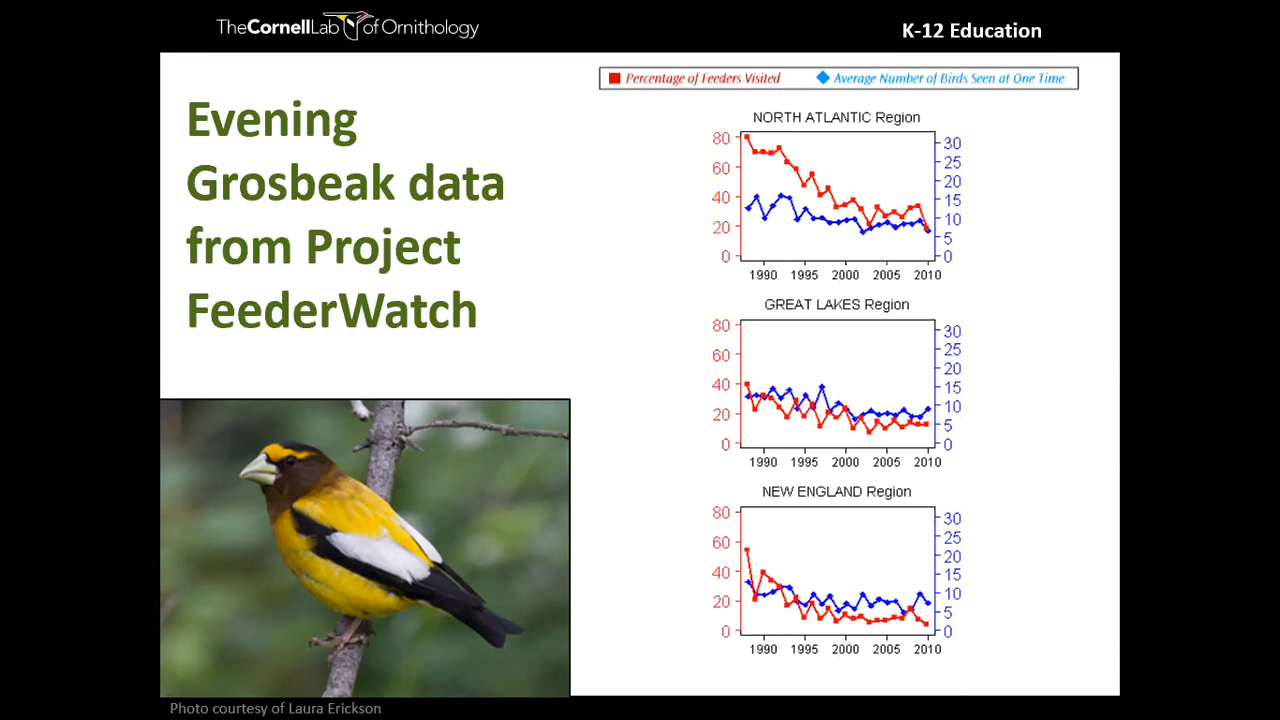 TheCornellLab of Ornithology
K-12 Education
Evening
Grosbeak data
from Project
FeederWatch
Percentage of Feeders Visited
Average Number of Birds Seen at One Time
NORTH ATLANTIC Region
80
60
40
20
0
30
25
20
15
10
5
0
1990 1995 2000 2005 2010
GREAT LAKES Region
80
60
40
20
0
30
25
20
15
10
5
0
1990 1995 2000 2005 2010
NEW ENGLAND Region
80
60
40
20
0
30
25
20
15
10
5
0
1990 1995 2000 2005 2010
Photo courtesy of Laura Erickson